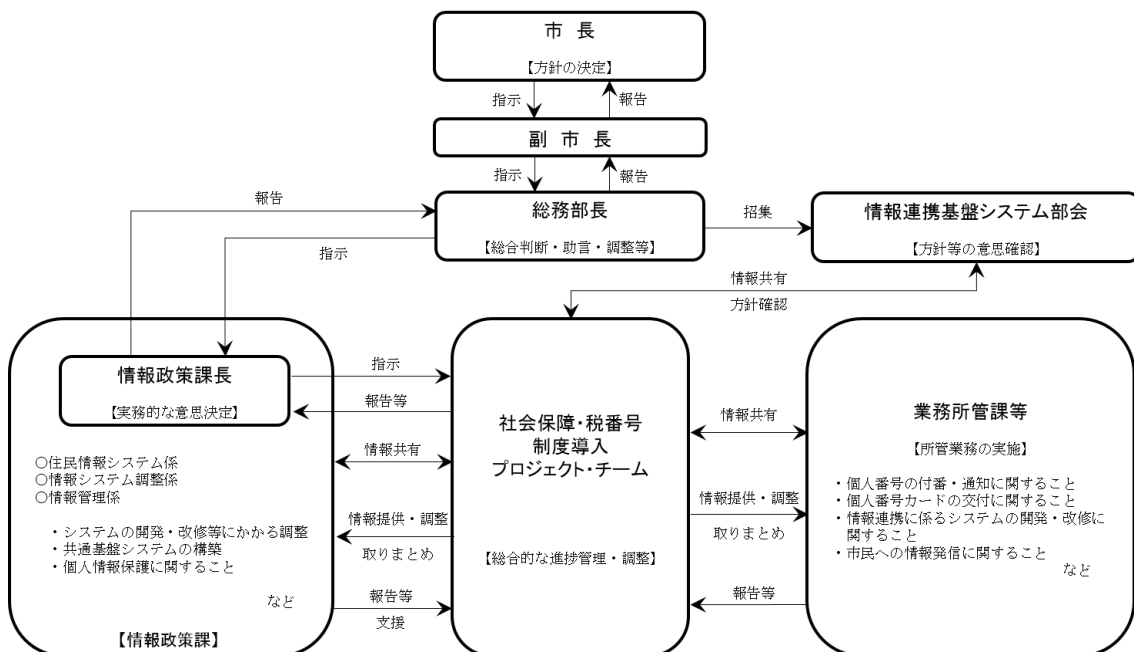 市 長
【方針の決定】
指示
報告
副 市 長
指示
報告
総務部長
【総合判断・助言・調整等】
報告
指示
招集
情報連携基盤システム部会
【方針等の意思確認】
情報共有
方針確認
情報政策課長
【実務的な意思決定】
○住民情報システム係
○情報システム調整係
○情報管理係
・システムの開発・改修等にかかる調整
・共通基盤システムの構築
・個人情報保護に関すること
など
【情報政策課】
指示
報告等
情報共有
情報提供・調整
取りまとめ
報告等
支援
社会保障・税番号
制度導入
プロジェクト・チーム
【総合的な進捗管理・調整】
情報共有
情報提供・調整
取りまとめ
報告等
業務所管課等
【所管業務の実施】
・個人番号の付番・通知に関すること
・個人番号カードの交付に関すること
・情報連携に係るシステムの開発・改修に
関すること
・市民への情報発信に関すること
など